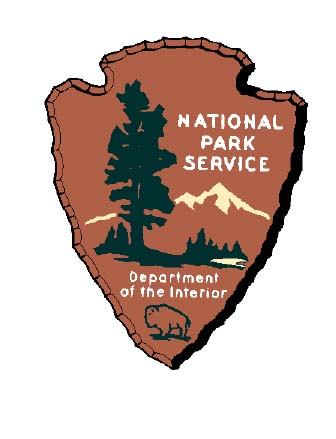 NATIONAL
PARK
SERVICE
Department
of the Interior